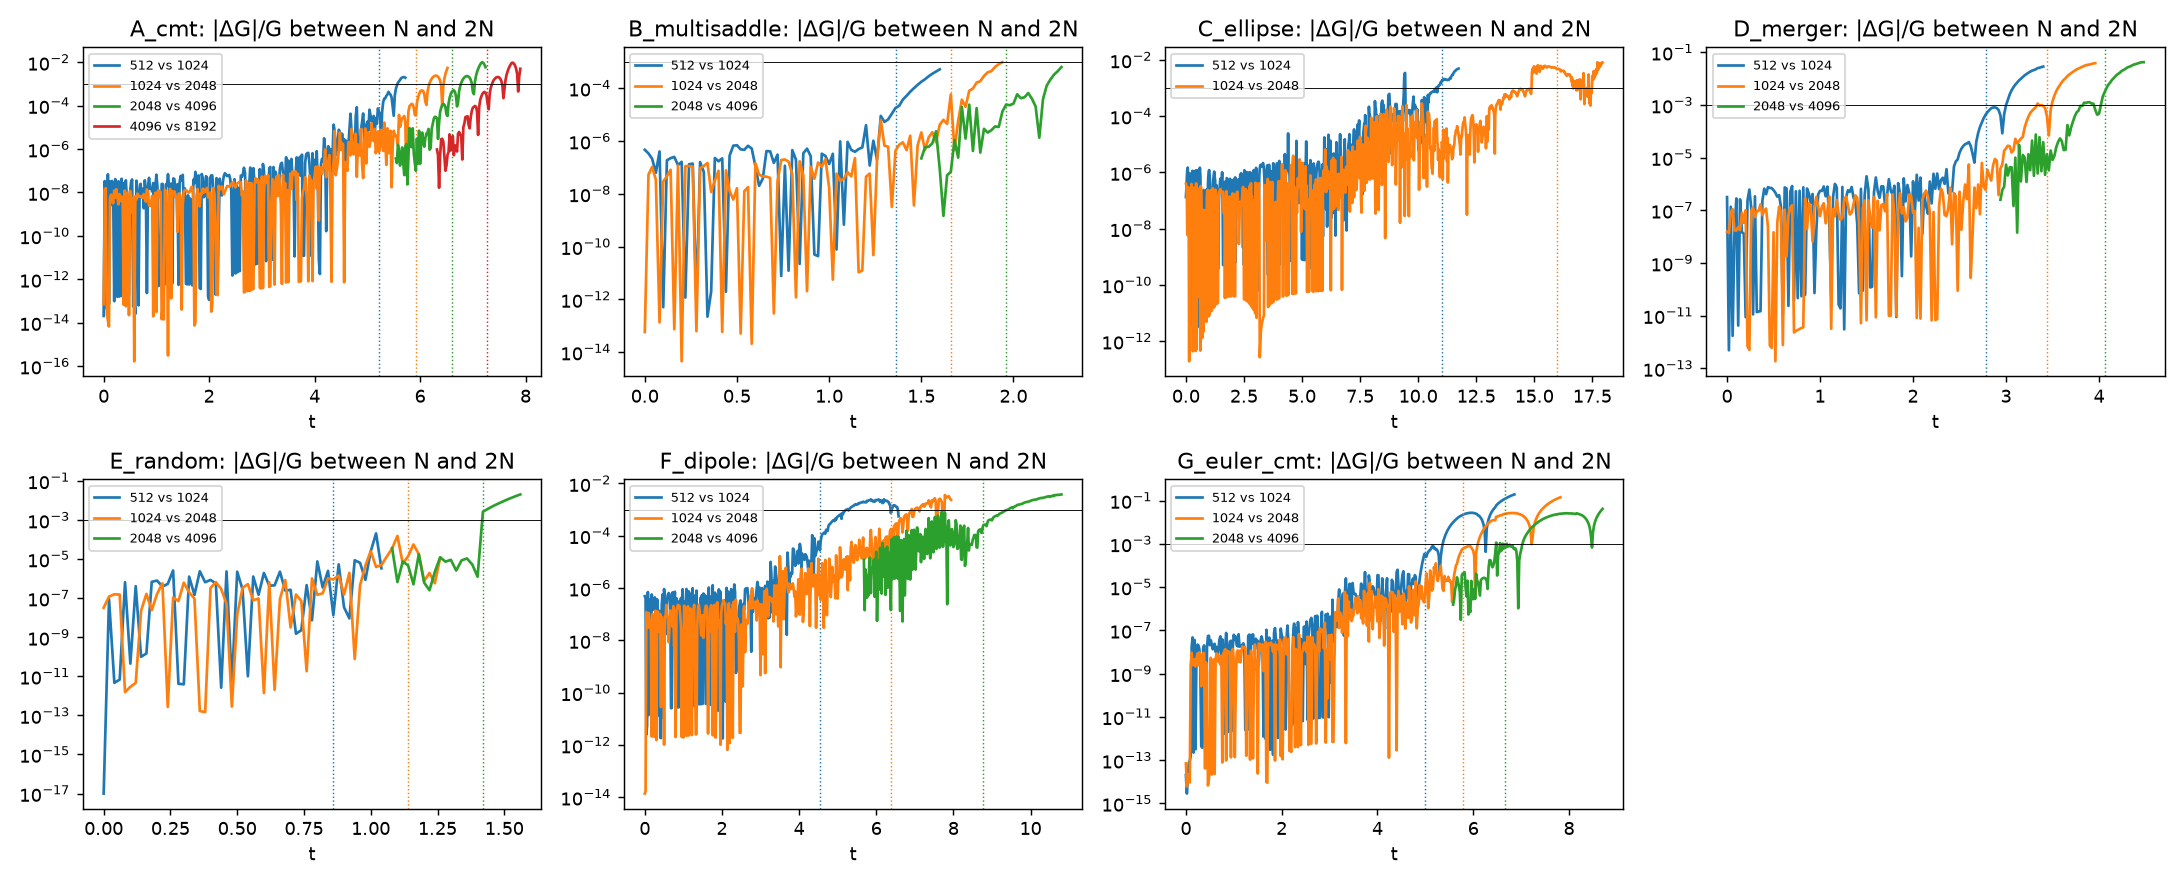 A_cmt: |ΔG|/G between N and 2N
10⁻²
10⁻⁴
10⁻⁶
10⁻⁸
10⁻¹⁰
10⁻¹²
10⁻¹⁴
10⁻¹⁶
512 vs 1024
1024 vs 2048
2048 vs 4096
4096 vs 8192
0 2 4 6 8
t
B_multisaddle: |ΔG|/G between N and 2N
10⁻⁴
10⁻⁶
10⁻⁸
10⁻¹⁰
10⁻¹²
10⁻¹⁴
512 vs 1024
1024 vs 2048
2048 vs 4096
0.0 0.5 1.0 1.5 2.0
t
C_ellipse: |ΔG|/G between N and 2N
10⁻²
10⁻⁴
10⁻⁶
10⁻⁸
10⁻¹⁰
10⁻¹²
512 vs 1024
1024 vs 2048
0.0 2.5 5.0 7.5 10.0 12.5 15.0 17.5
t
D_merger: |ΔG|/G between N and 2N
10⁻¹
10⁻³
10⁻⁵
10⁻⁷
10⁻⁹
10⁻¹¹
10⁻¹³
512 vs 1024
1024 vs 2048
2048 vs 4096
0 1 2 3 4
t
E_random: |ΔG|/G between N and 2N
10⁻¹
10⁻³
10⁻⁵
10⁻⁷
10⁻⁹
10⁻¹¹
10⁻¹³
10⁻¹⁵
10⁻¹⁷
512 vs 1024
1024 vs 2048
2048 vs 4096
0.00 0.25 0.50 0.75 1.00 1.25 1.50
t
F_dipole: |ΔG|/G between N and 2N
10⁻²
10⁻⁴
10⁻⁶
10⁻⁸
10⁻¹⁰
10⁻¹²
10⁻¹⁴
512 vs 1024
1024 vs 2048
2048 vs 4096
0 2 4 6 8 10
t
G_euler_cmt: |ΔG|/G between N and 2N
10⁻¹
10⁻³
10⁻⁵
10⁻⁷
10⁻⁹
10⁻¹¹
10⁻¹³
10⁻¹⁵
512 vs 1024
1024 vs 2048
2048 vs 4096
0 2 4 6 8
t